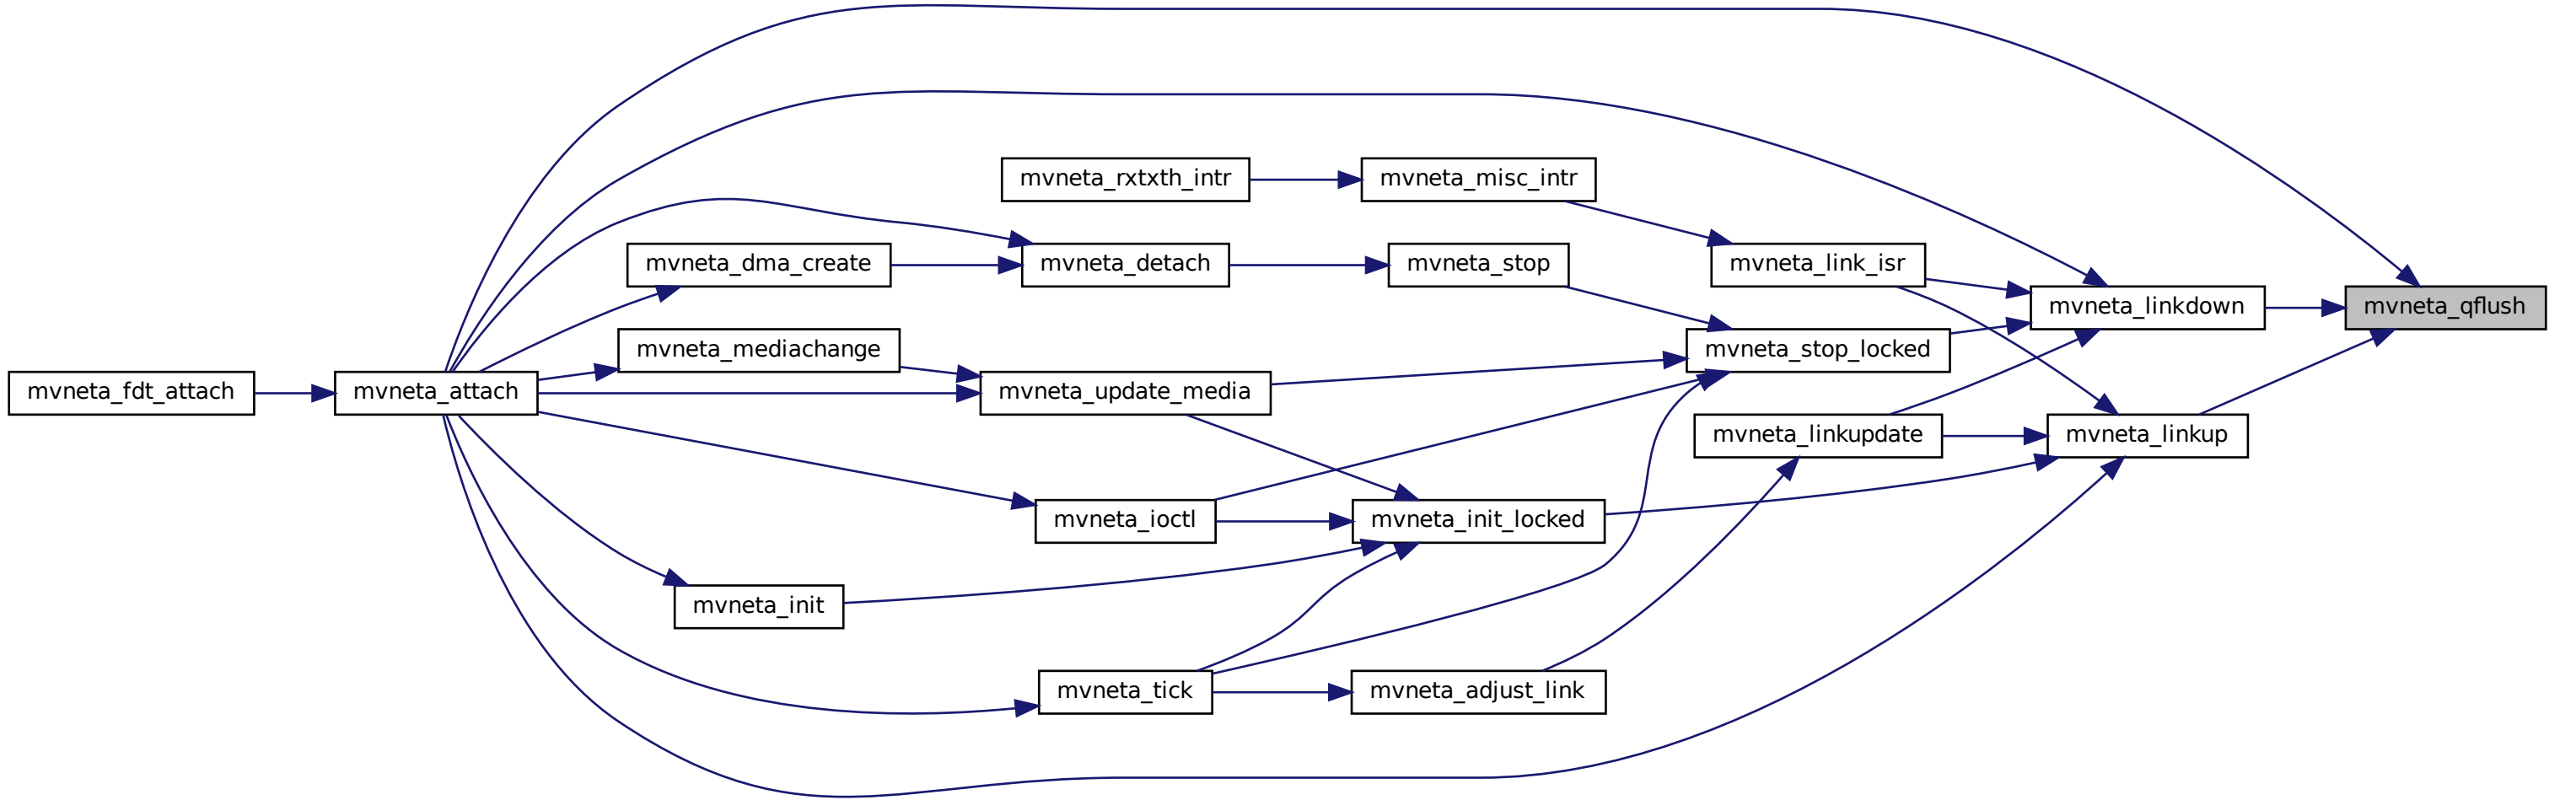 mvneta_rxtxth_intr
mvneta_misc_intr
mvneta_dma_create
mvneta_detach
mvneta_stop
mvneta_link_isr
mvneta_linkdown
mvneta_qflush
mvneta_mediachange
mvneta_stop_locked
mvneta_fdt_attach
mvneta_attach
mvneta_update_media
mvneta_linkupdate
mvneta_linkup
mvneta_ioctl
mvneta_init_locked
mvneta_init
mvneta_tick
mvneta_adjust_link